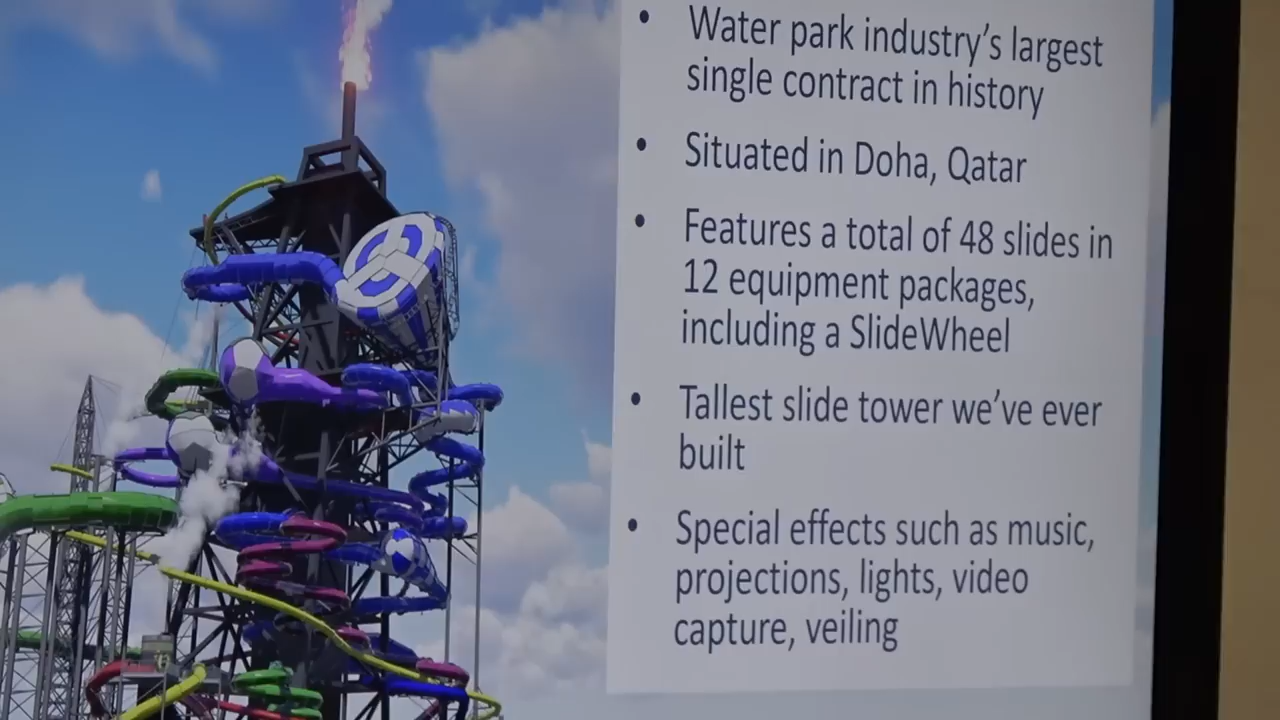 • Water park industry’s largest
single contract in history
• Situated in Doha, Qatar
• Features a total of 48 slides in
12 equipment packages,
including a SlideWheel
• Tallest slide tower we’ve ever
built
• Special effects such as music,
projections, lights, video
capture, veiling